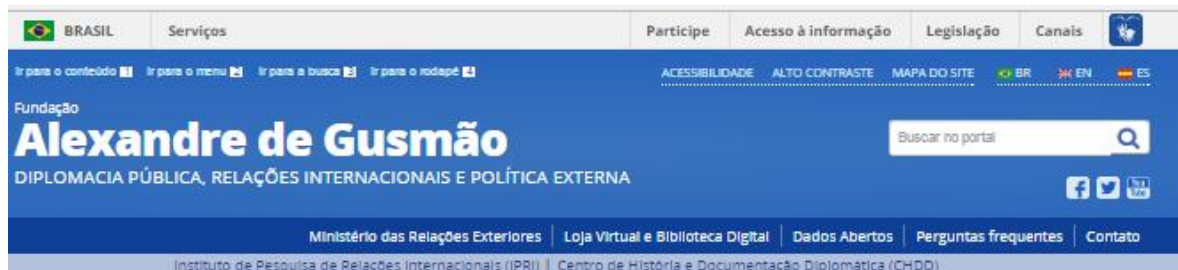 BRASIL Serviços Participe Acesso à informação Legislação Canais
Ir para o conteúdo 1 Ir para o menu 2 Ir para a busca 3 Ir para o rodapé 4 ACESSIBILIDADE ALTO CONTRASTE MAPA DO SITE BR EN ES
Fundação
Alexandre de Gusmão
Buscar no portal
DIPLOMACIA PÚBLICA, RELAÇÕES INTERNACIONAIS E POLÍTICA EXTERNA
You Tube
Ministério das Relações Exteriores Loja Virtual e Biblioteca Digital Dados Abertos Perguntas frequentes Contato
Instituto de Pesquisa de Relações Internacionais (IPRI) | Centro de História e Documentação Diplomática (CHDD)